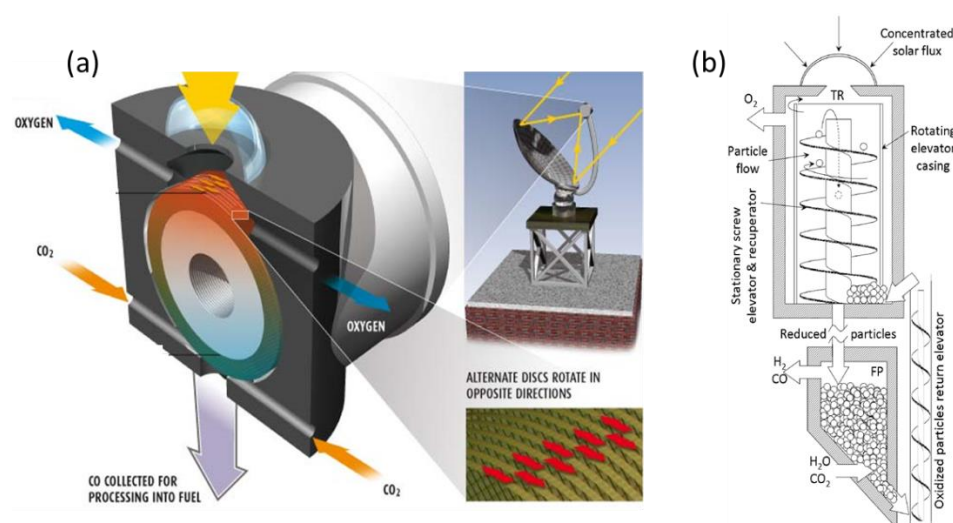 (a)
OXYGEN
CO₂
OXYGEN
CO COLLECTED FOR
PROCESSING INTO FUEL
CO₂
ALTERNATE DISCS ROTATE IN
OPPOSITE DIRECTIONS
(b)
Concentrated
solar flux
TR
O₂
Rotating
elevator
casing
Particle
flow
Stationary screw
elevator & recuperator
Reduced particles
H₂
CO
FP
H₂O
CO₂
Oxidized particles return elevator